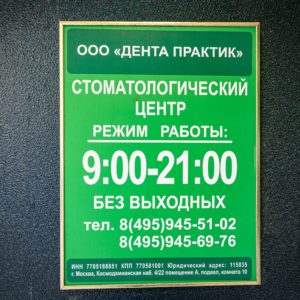 ООО «ДЕНТА ПРАКТИК»
СТОМАТОЛОГИЧЕСКИЙ
ЦЕНТР
РЕЖИМ РАБОТЫ:
9:00-21:00
БЕЗ ВЫХОДНЫХ
тел. 8(495)945-51-02
8(495)945-69-76
ИНН 7705188851 КПП 770501001 Юридический адрес: 115035
г. Москва, Космодамианская наб. 4/22 помещение А, подвал, комната 10